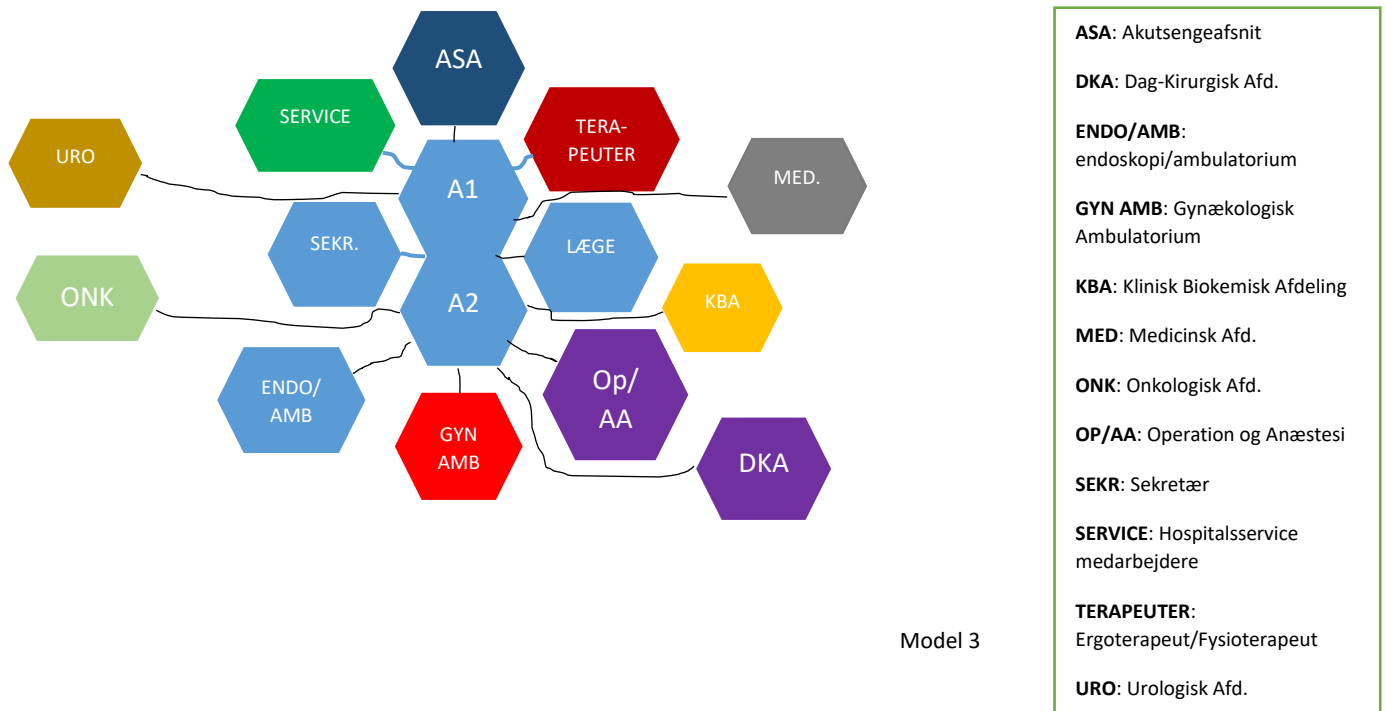 ASA
SERVICE
TERA-
PEUTER
URO
A1
MED.
SEKR.
LÆGE
ONK
A2
KBA
ENDO/
AMB
Op/
AA
GYN
AMB
DKA
Model 3
ASA: Akutsengeafsnit
DKA: Dag-Kirurgisk Afd.
ENDO/AMB:
endoskopi/ambulatorium
GYN AMB: Gynækologisk
Ambulatorium
KBA: Klinisk Biokemisk Afdeling
MED: Medicinsk Afd.
ONK: Onkologisk Afd.
OP/AA: Operation og Anæstesi
SEKR: Sekretær
SERVICE: Hospitalsservice
medarbejdere
TERAPEUTER:
Ergoterapeut/Fysioterapeut
URO: Urologisk Afd.